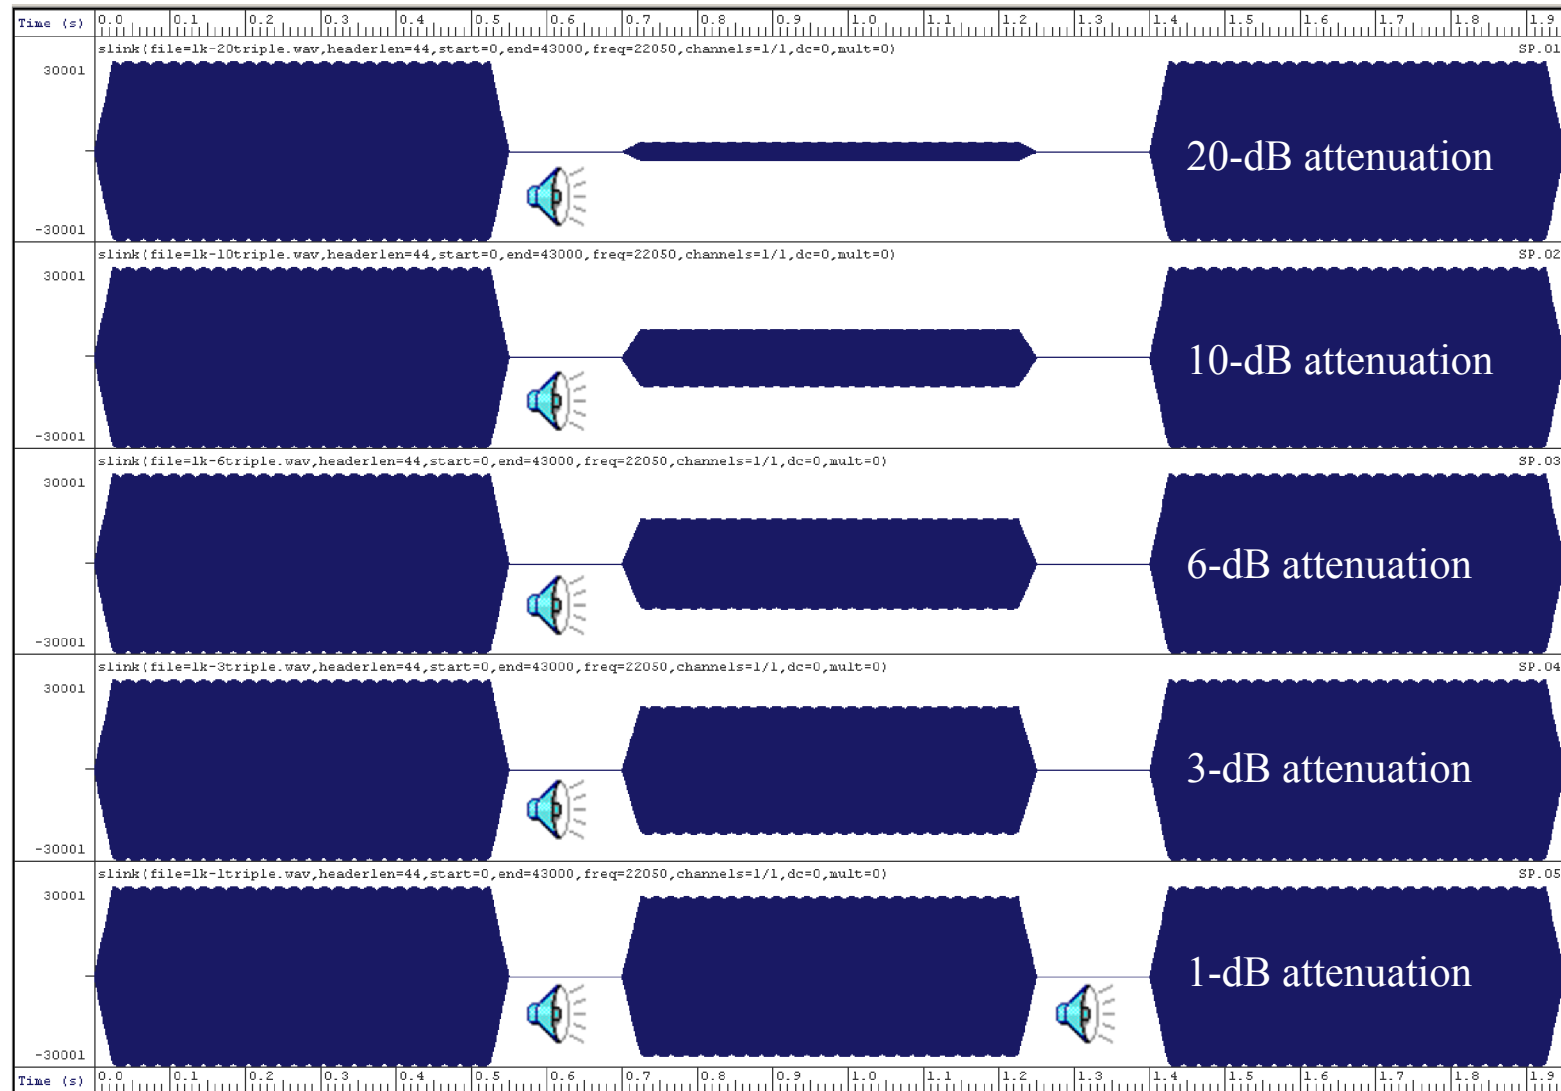 Time (s) 0.0 0.1 0.2 0.3 0.4 0.5 0.6 0.7 0.8 0.9 1.0 1.1 1.2 1.3 1.4 1.5 1.6 1.7 1.8 1.9
slink(file=1k-20triple.wav,headerlen=44,start=0,end=43000,freq=22050,channels=1/1,dc=0,mult=0) SP.01
30001
20-dB attenuation
-30001
slink(file=1k-10triple.wav,headerlen=44,start=0,end=43000,freq=22050,channels=1/1,dc=0,mult=0) SP.02
30001
10-dB attenuation
-30001
slink(file=1k-6triple.wav,headerlen=44,start=0,end=43000,freq=22050,channels=1/1,dc=0,mult=0) SP.03
30001
6-dB attenuation
-30001
slink(file=1k-3triple.wav,headerlen=44,start=0,end=43000,freq=22050,channels=1/1,dc=0,mult=0) SP.04
30001
3-dB attenuation
-30001
slink(file=1k-1triple.wav,headerlen=44,start=0,end=43000,freq=22050,channels=1/1,dc=0,mult=0) SP.05
30001
1-dB attenuation
-30001
Time (s) 0.0 0.1 0.2 0.3 0.4 0.5 0.6 0.7 0.8 0.9 1.0 1.1 1.2 1.3 1.4 1.5 1.6 1.7 1.8 1.9